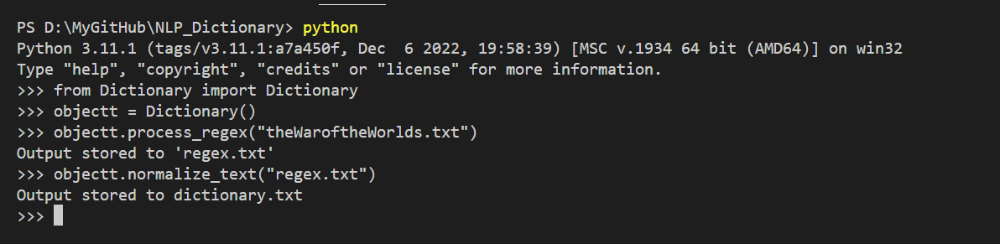 PS D:\MyGitHub\NLP_Dictionary> python
Python 3.11.1 (tags/v3.11.1:a7a450f, Dec  6 2022, 19:58:39) [MSC v.1934 64 bit (AMD64)] on win32
Type "help", "copyright", "credits" or "license" for more information.
>>> from Dictionary import Dictionary
>>> objectt = Dictionary()
>>> objectt.process_regex("theWaroftheWorlds.txt")
Output stored to 'regex.txt'
>>> objectt.normalize_text("regex.txt")
Output stored to dictionary.txt
>>>